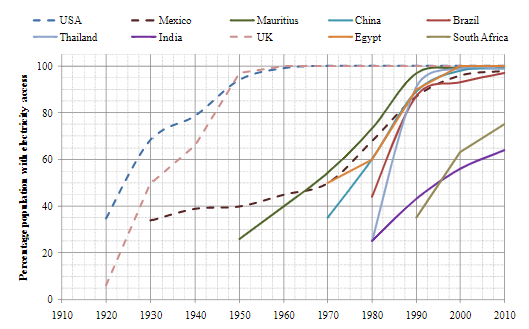 USA Mexico Mauritius China Brazil
Thailand India UK Egypt South Africa
Percentage population with electricity access
100
80
60
40
20
0
1910 1920 1930 1940 1950 1960 1970 1980 1990 2000 2010